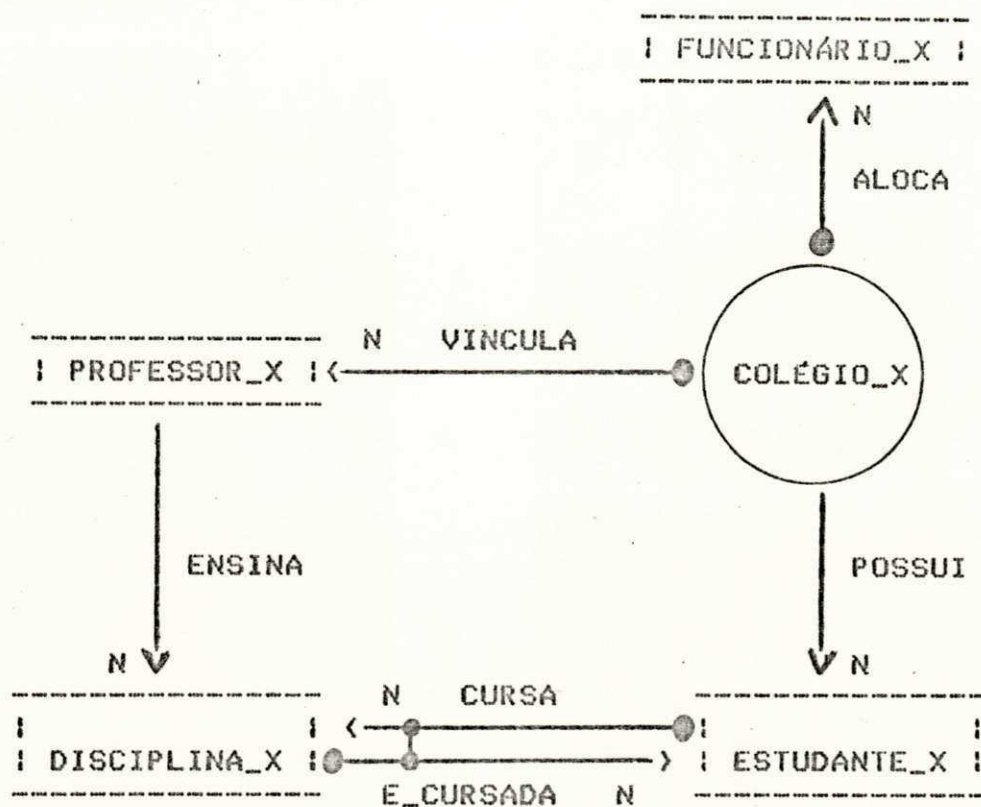 FUNCIONÁRIO_X
N
ALOCA
N VINCULA
PROFESSOR_X
COLÉGIO_X
ENSINA
POSSUI
N
N
N CURSA
DISCIPLINA_X
ESTUDANTE_X
E_CURSADA N